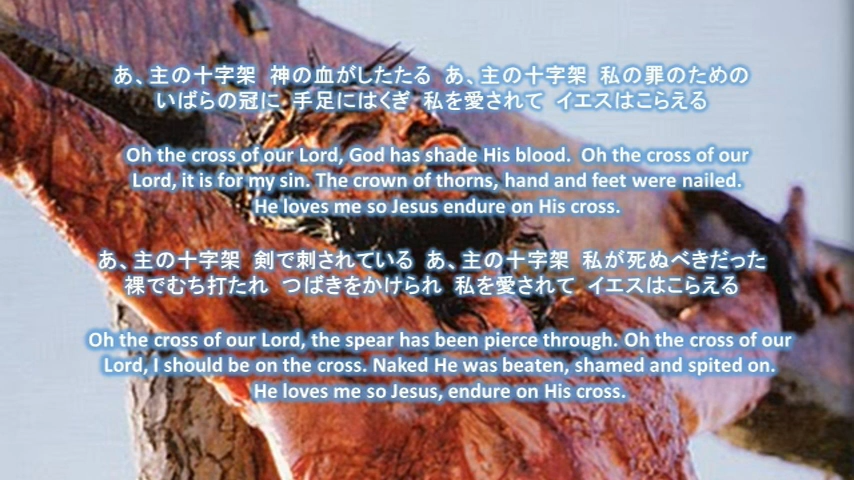 あ、主の十字架 神の血がしたたる あ、主の十字架 私の罪のための
いばらの冠に 手足にはくぎ 私を愛されて イエスはこらえる
Oh the cross of our Lord, God has shade His blood. Oh the cross of our
Lord, it is for my sin. The crown of thorns, hand and feet were nailed.
He loves me so Jesus endure on His cross.
あ、主の十字架 剣で刺されている あ、主の十字架 私が死ぬべきだった
裸でむち打たれ つばきをかけられ 私を愛されて イエスはこらえる
Oh the cross of our Lord, the spear has been pierce through. Oh the cross of our
Lord, I should be on the cross. Naked He was beaten, shamed and spited on.
He loves me so Jesus, endure on His cross.